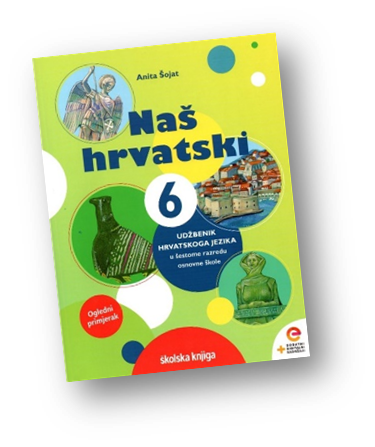 Anita Šojat
Naš
hrvatski
6
UDŽBENIK
HRVATSKOGA JEZIKA
u šestome razredu
osnovne škole
Ogledni
primjerak
školska knjiga
e
+